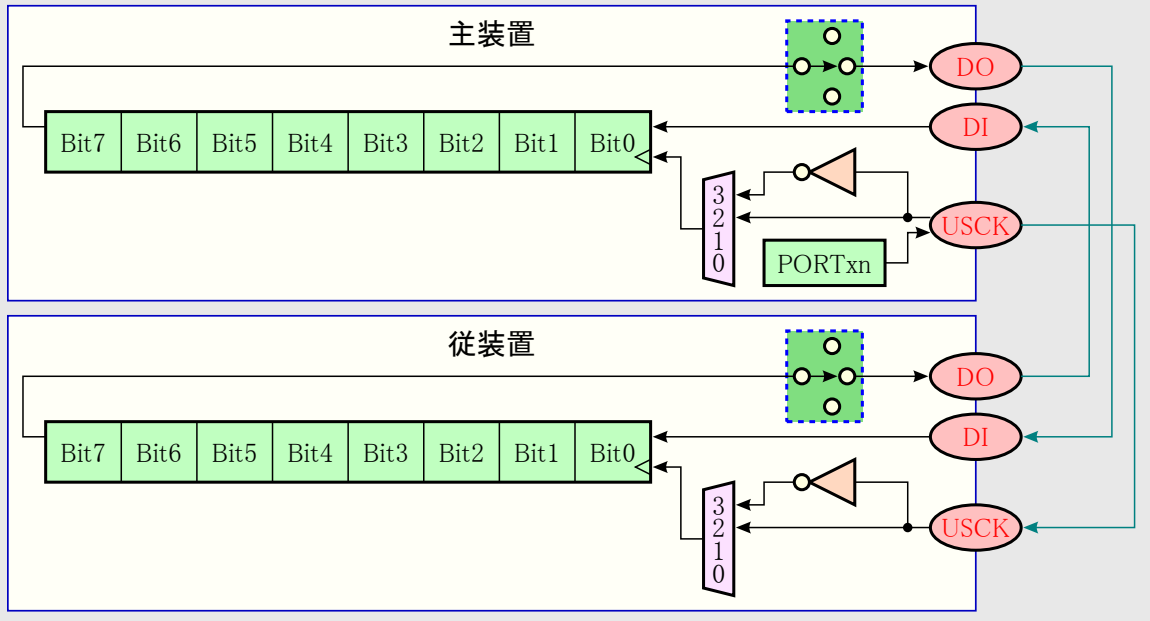 主装置
DO
Bit7 Bit6 Bit5 Bit4 Bit3 Bit2 Bit1 Bit0
DI
3
2
1
0
USCK
PORTxn
従装置
DO
Bit7 Bit6 Bit5 Bit4 Bit3 Bit2 Bit1 Bit0
DI
3
2
1
0
USCK